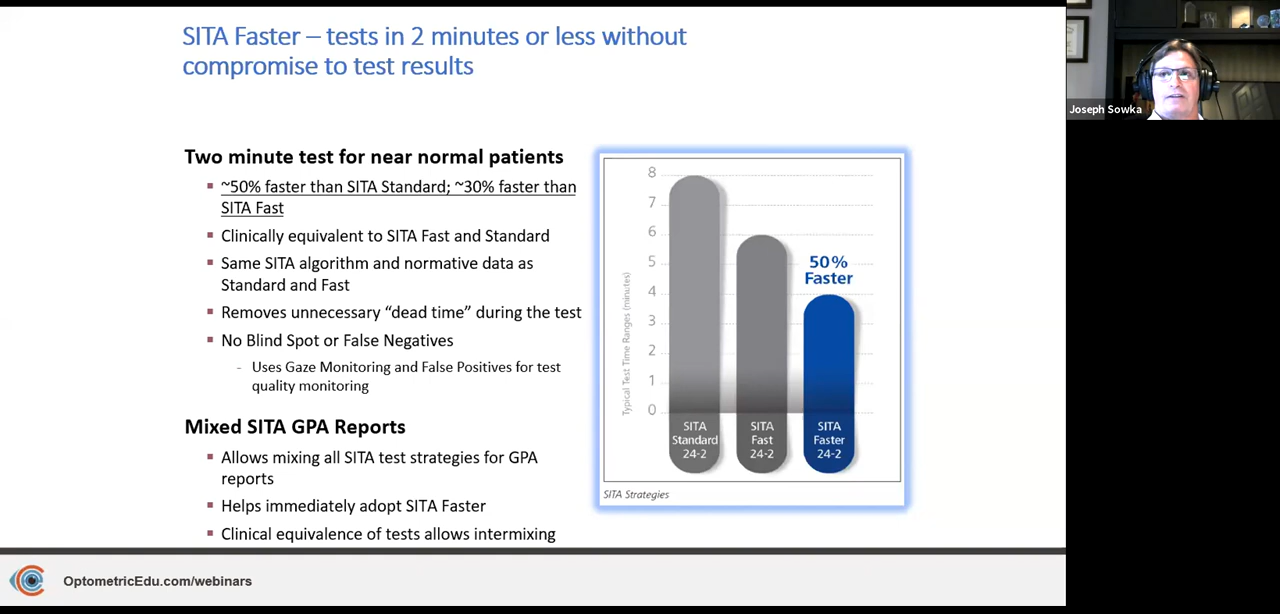 SITA Faster – tests in 2 minutes or less without
compromise to test results
Joseph Sowka
Two minute test for near normal patients
▪ ~50% faster than SITA Standard; ~30% faster than
SITA Fast
▪ Clinically equivalent to SITA Fast and Standard
▪ Same SITA algorithm and normative data as
Standard and Fast
▪ Removes unnecessary “dead time” during the test
▪ No Blind Spot or False Negatives
- Uses Gaze Monitoring and False Positives for test
quality monitoring
Mixed SITA GPA Reports
▪ Allows mixing all SITA test strategies for GPA
reports
▪ Helps immediately adopt SITA Faster
▪ Clinical equivalence of tests allows intermixing
Typical Test Time Ranges (minutes)
8
7
6
5
4
3
2
1
0
50%
Faster
SITA
Standard
24-2
SITA
Fast
24-2
SITA
Faster
24-2
SITA Strategies
OptometricEdu.com/webinars